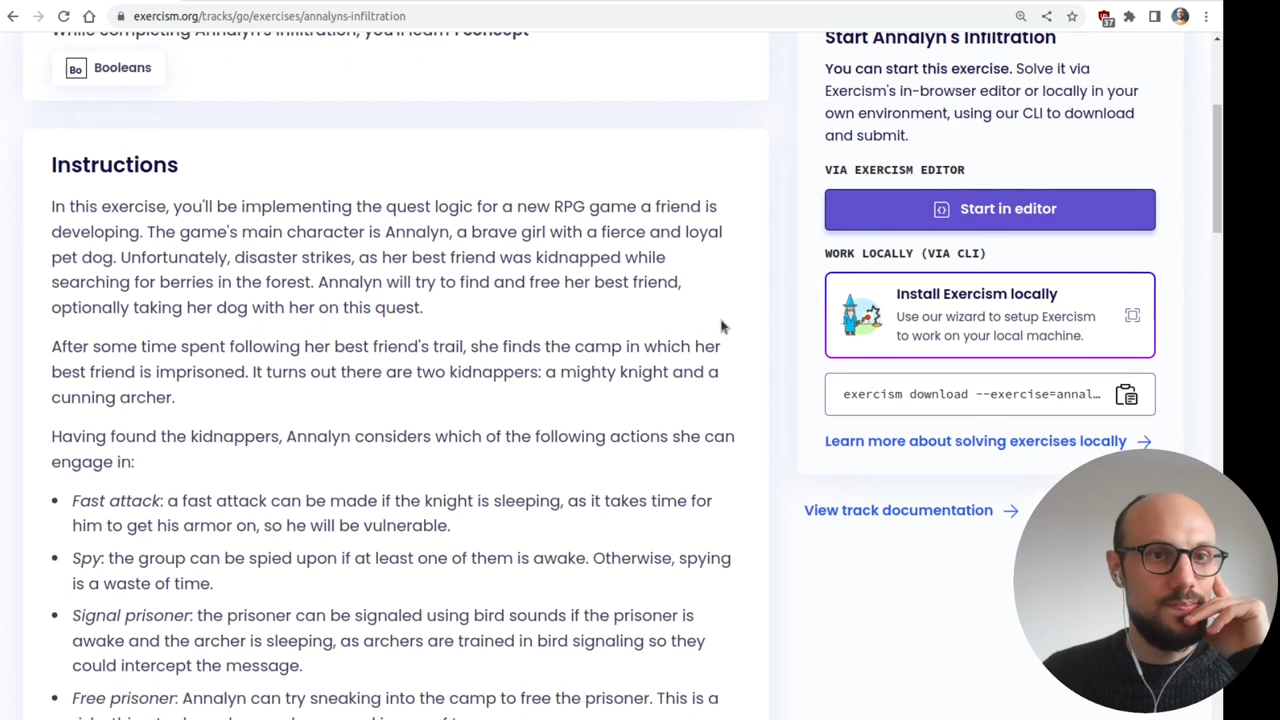 exercism.org/tracks/go/exercises/annalyns-infiltration
37
While completing Annalyn's Infiltration, you'll learn 1 concept
Bo Booleans
Instructions
In this exercise, you'll be implementing the quest logic for a new RPG game a friend is
developing. The game's main character is Annalyn, a brave girl with a fierce and loyal
pet dog. Unfortunately, disaster strikes, as her best friend was kidnapped while
searching for berries in the forest. Annalyn will try to find and free her best friend,
optionally taking her dog with her on this quest.
After some time spent following her best friend's trail, she finds the camp in which her
best friend is imprisoned. It turns out there are two kidnappers: a mighty knight and a
cunning archer.
Having found the kidnappers, Annalyn considers which of the following actions she can
engage in:
Fast attack: a fast attack can be made if the knight is sleeping, as it takes time for
him to get his armor on, so he will be vulnerable.
Spy: the group can be spied upon if at least one of them is awake. Otherwise, spying
is a waste of time.
Signal prisoner: the prisoner can be signaled using bird sounds if the prisoner is
awake and the archer is sleeping, as archers are trained in bird signaling so they
could intercept the message.
Free prisoner: Annalyn can try sneaking into the camp to free the prisoner. This is a
Start Annalyn's Infiltration
You can start this exercise. Solve it via
Exercism's in-browser editor or locally in your
own environment, using our CLI to download
and submit.
VIA EXERCISM EDITOR
Start in editor
WORK LOCALLY (VIA CLI)
Install Exercism locally
Use our wizard to setup Exercism
to work on your local machine.
exercism download --exercise=annal…
Learn more about solving exercises locally
View track documentation